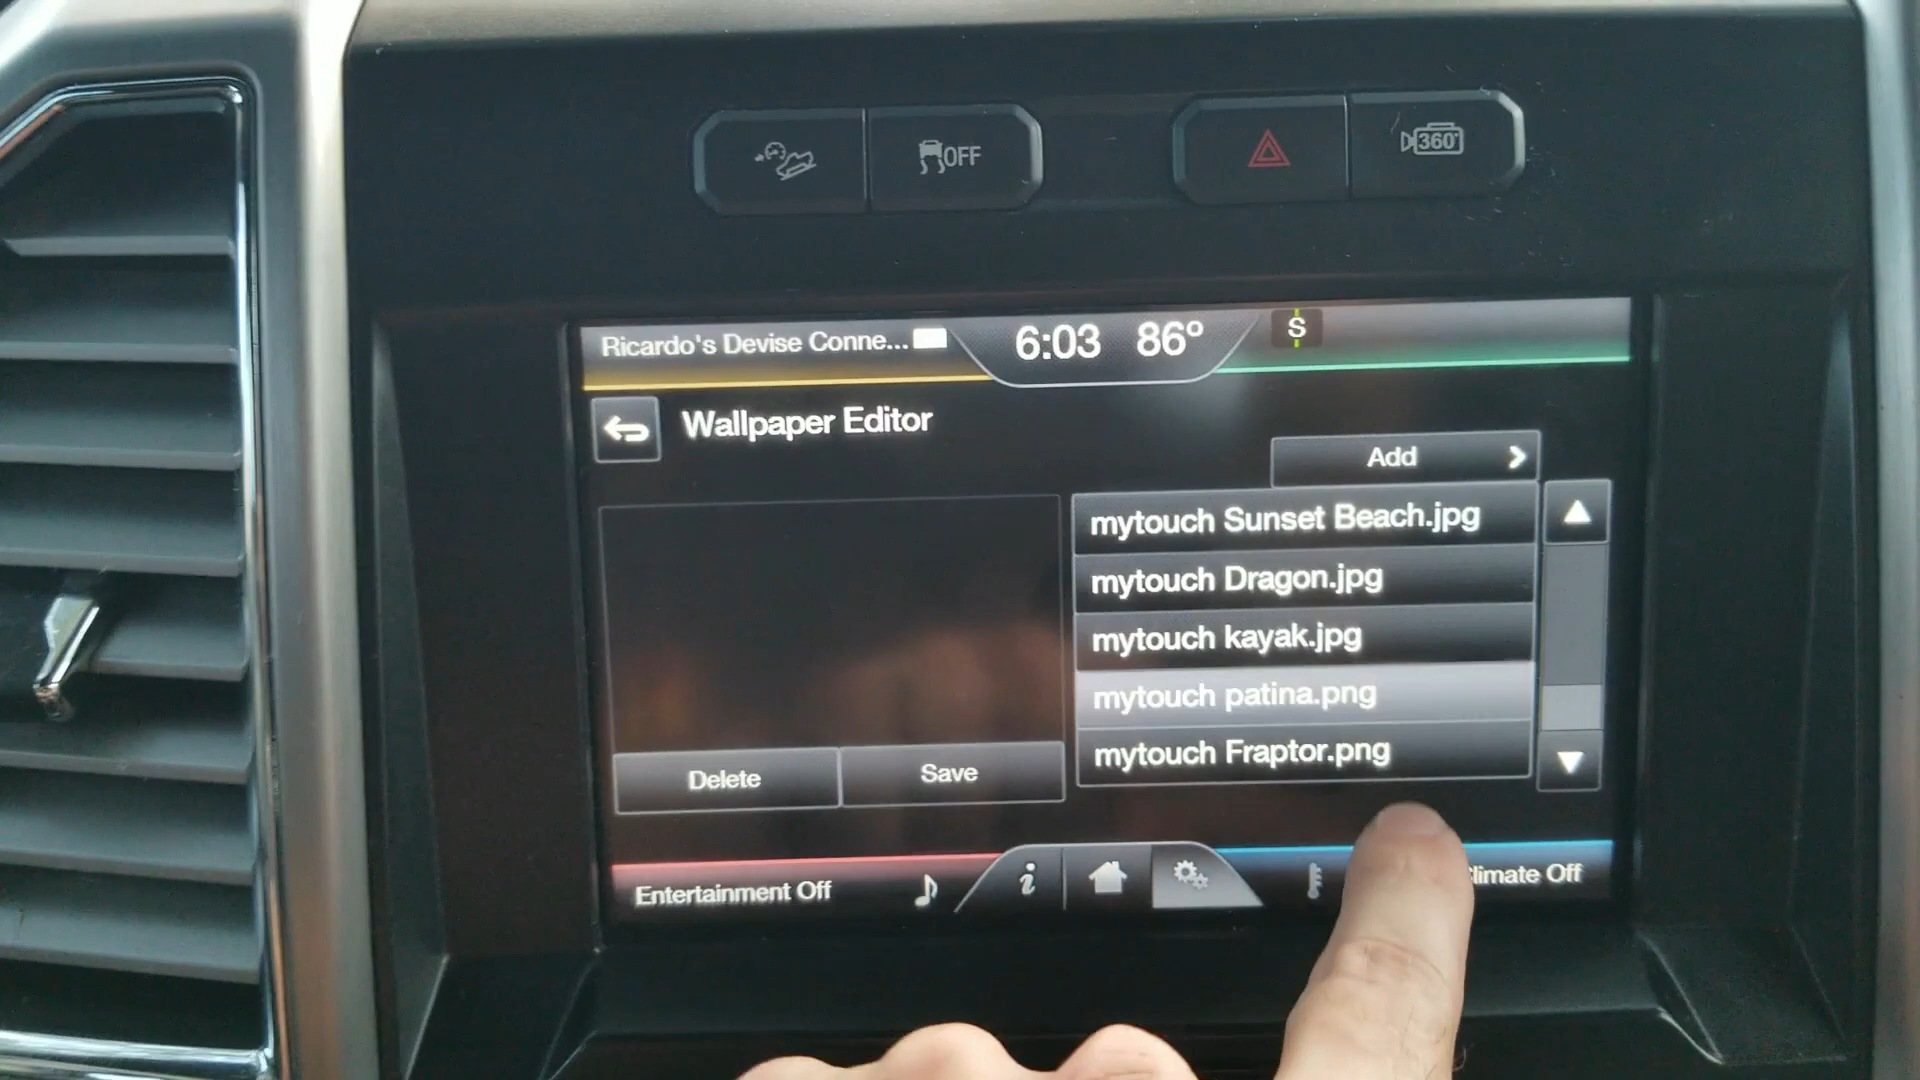 OFF
360°
Ricardo's Devise Conne...
6:03 86° S
Wallpaper Editor
Add
mytouch Sunset Beach.jpg
mytouch Dragon.jpg
mytouch kayak.jpg
mytouch patina.png
mytouch Fraptor.png
Delete Save
Entertainment Off
limate Off